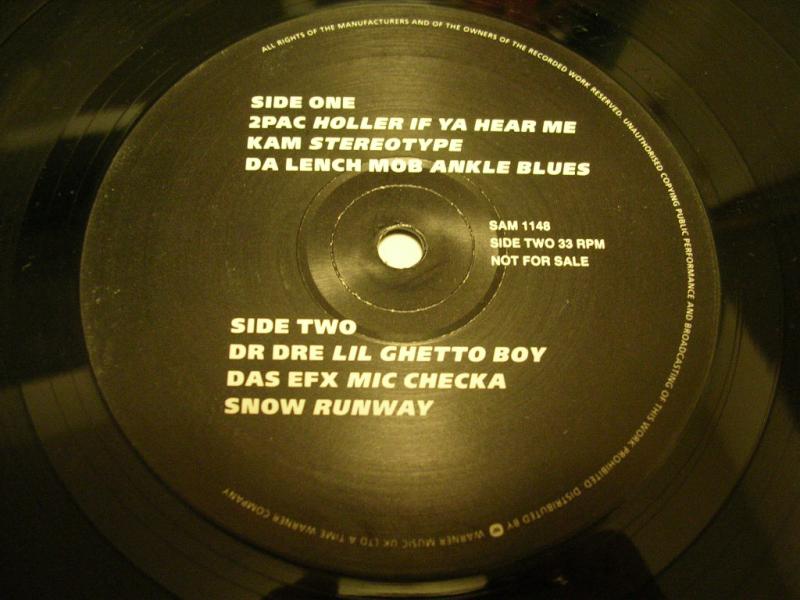 ALL RIGHTS OF THE MANUFACTURERS AND OF THE OWNERS OF THE RECORDED WORK RESERVED. UNAUTHORISED COPYING PUBLIC PERFORMANCE AND BROADCASTING OF THIS WORK PROHIBITED. DISTRIBUTED BY WARNER MUSIC UK LTD A TIME WARNER COMPANY
SIDE ONE
2PAC HOLLER IF YA HEAR ME
KAM STEREOTYPE
DA LENCH MOB ANKLE BLUES
SAM 1148
SIDE TWO 33 RPM
NOT FOR SALE
SIDE TWO
DR DRE LIL GHETTO BOY
DAS EFX MIC CHECKA
SNOW RUNWAY